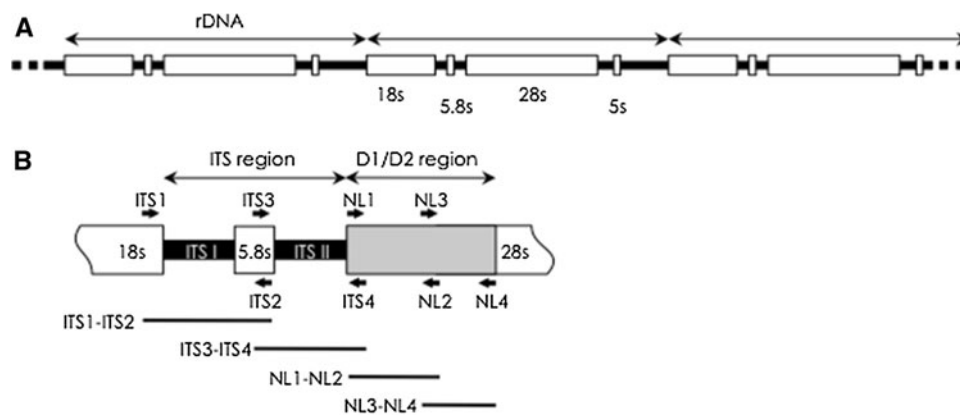 A
rDNA
18s 28s
5.8s 5s
B
ITS region D1/D2 region
ITS1 ITS3 NL1 NL3
18s ITS I 5.8s ITS II 28s
ITS2 ITS4 NL2 NL4
ITS1-ITS2
ITS3-ITS4
NL1-NL2
NL3-NL4